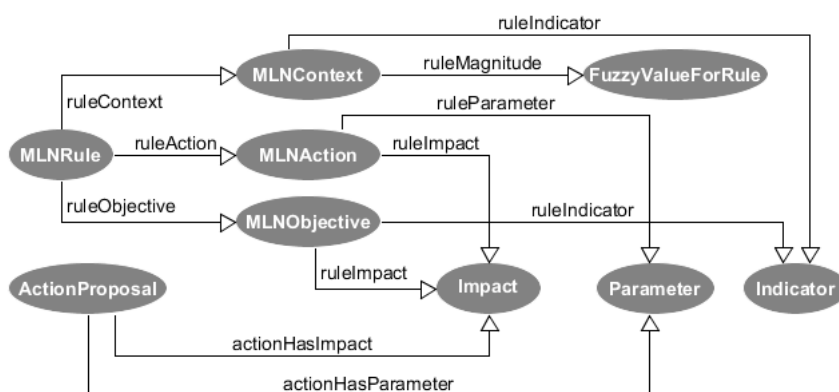 ruleIndicator
MLNContext
ruleMagnitude
FuzzyValueForRule
ruleContext
ruleParameter
MLNRule
ruleAction
MLNAction
ruleImpact
ruleObjective
MLNObjective
ruleIndicator
ruleImpact
ActionProposal
Impact
Parameter
Indicator
actionHasImpact
actionHasParameter